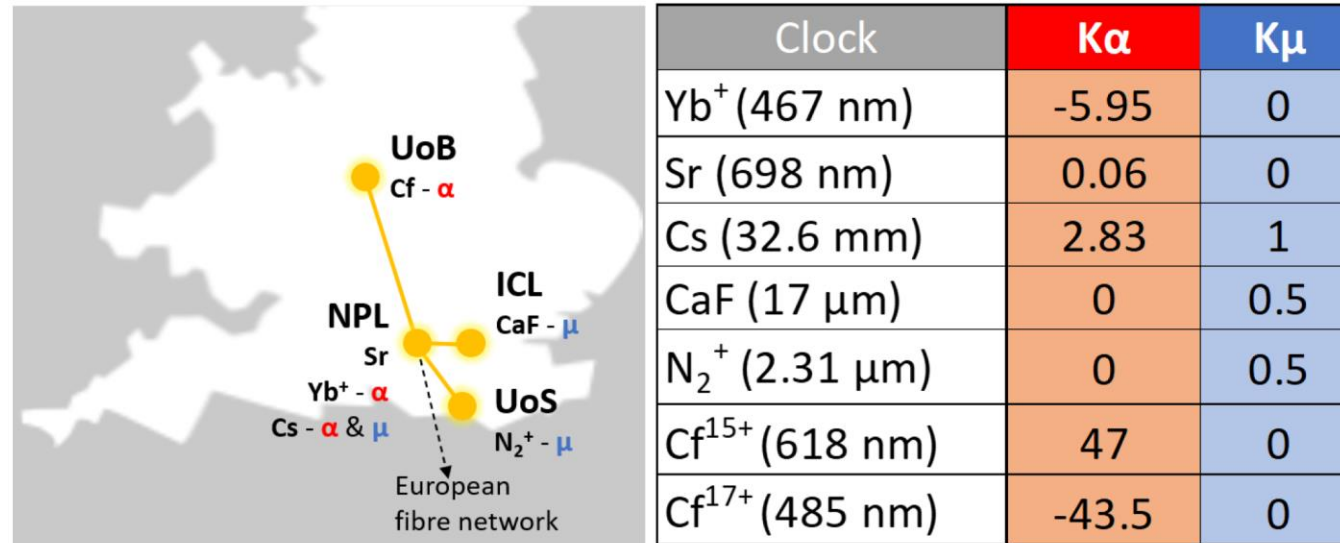 UoB
Cf - α
ICL
CaF - μ
NPL
Sr
Yb⁺ - α
Cs - α & μ
UoS
N₂⁺ - μ
European
fibre network
Clock Kα Kμ
Yb⁺ (467 nm) -5.95 0
Sr (698 nm) 0.06 0
Cs (32.6 mm) 2.83 1
CaF (17 μm) 0 0.5
N₂⁺ (2.31 μm) 0 0.5
Cf¹⁵⁺ (618 nm) 47 0
Cf¹⁷⁺ (485 nm) -43.5 0